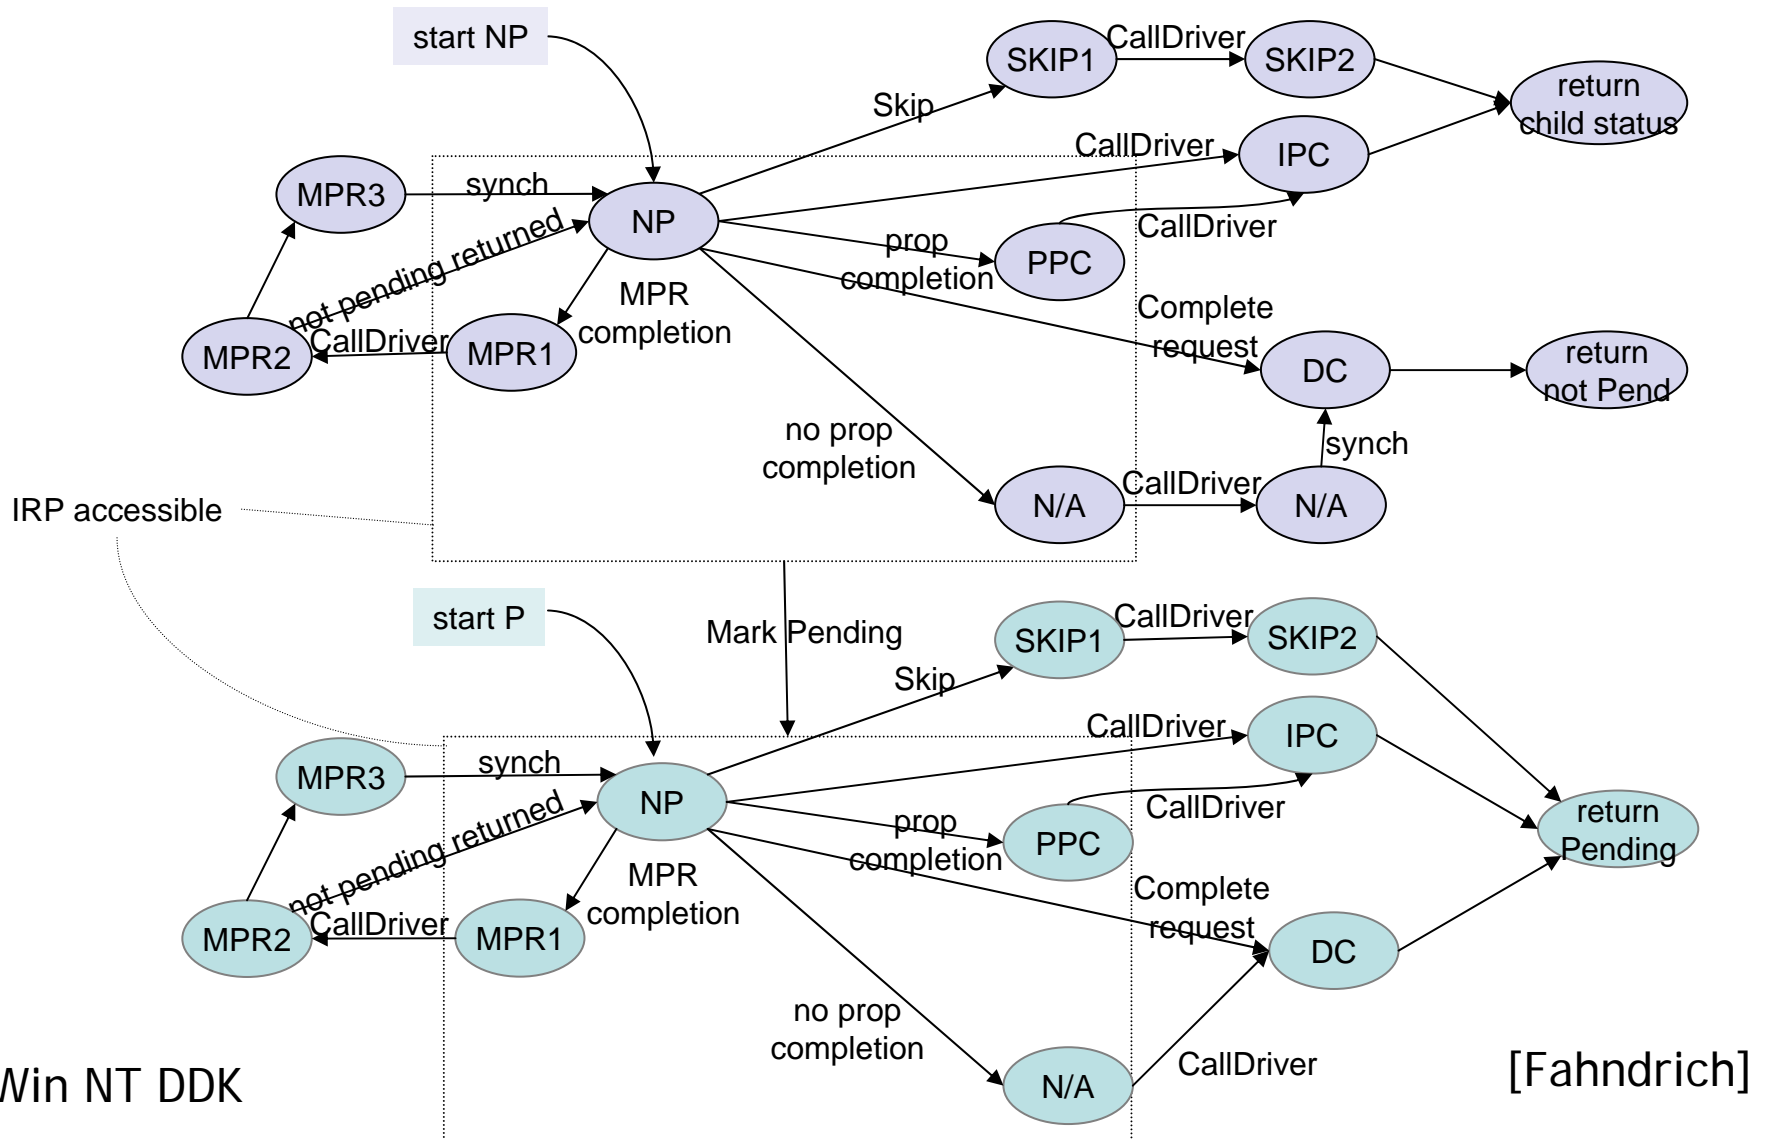 start NP
SKIP1
CallDriver
SKIP2
return
child status
Skip
CallDriver
IPC
MPR3
synch
NP
not pending returned
prop
completion
PPC
CallDriver
MPR
completion
Complete
request
MPR2
CallDriver
MPR1
DC
return
not Pend
no prop
completion
synch
N/A
CallDriver
N/A
IRP accessible
start P
Mark Pending
SKIP1
CallDriver
SKIP2
Skip
CallDriver
IPC
MPR3
synch
NP
not pending returned
prop
completion
PPC
CallDriver
return
Pending
MPR
completion
Complete
request
MPR2
CallDriver
MPR1
DC
no prop
completion
N/A
CallDriver
Win NT DDK
[Fahndrich]